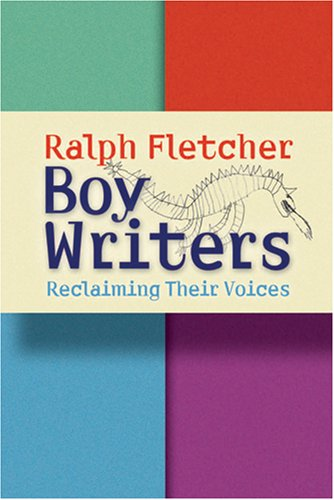 Ralph Fletcher
Boy
Writers
Reclaiming Their Voices